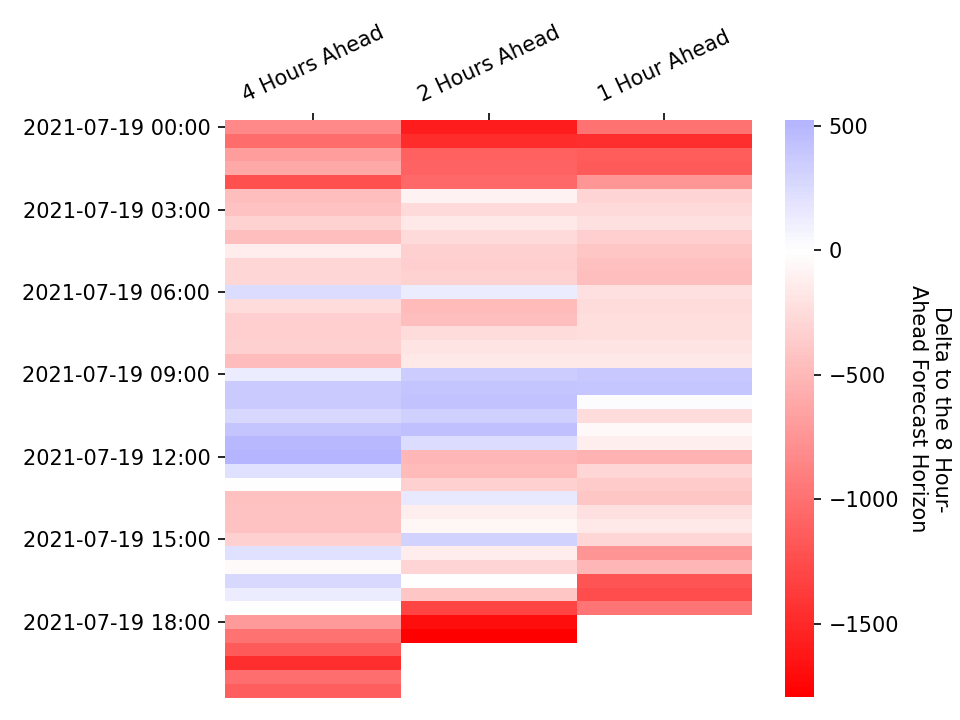 4 Hours Ahead
2 Hours Ahead
1 Hour Ahead
2021-07-19 00:00
2021-07-19 03:00
2021-07-19 06:00
2021-07-19 09:00
2021-07-19 12:00
2021-07-19 15:00
2021-07-19 18:00
500
0
−500
−1000
−1500
Delta to the 8 Hour-
Ahead Forecast Horizon